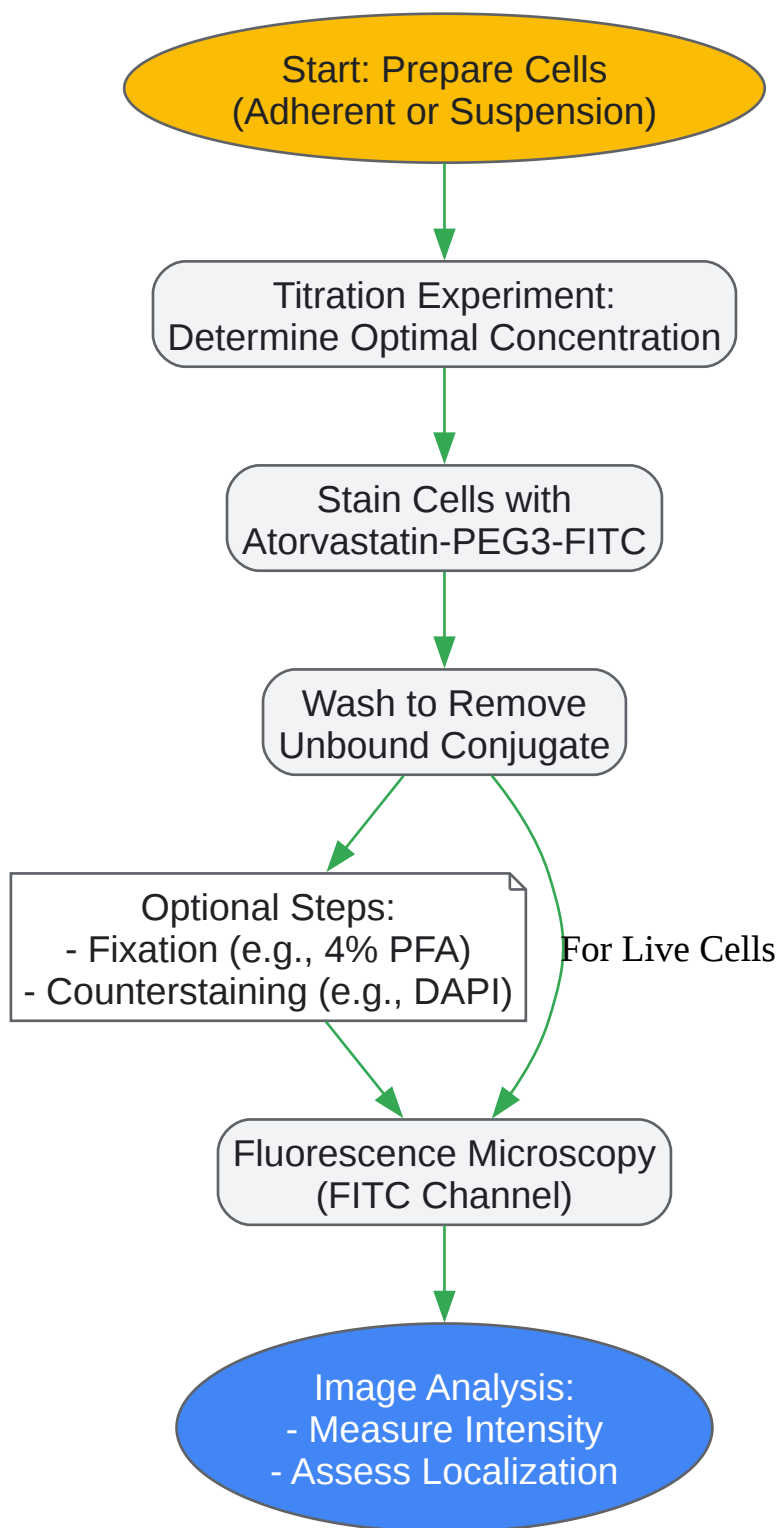 Start: Prepare Cells
(Adherent or Suspension)
Titration Experiment:
Determine Optimal Concentration
Stain Cells with
Atorvastatin-PEG3-FITC
Wash to Remove
Unbound Conjugate
Optional Steps:
- Fixation (e.g., 4% PFA)
- Counterstaining (e.g., DAPI)
For Live Cells
Fluorescence Microscopy
(FITC Channel)
Image Analysis:
- Measure Intensity
- Assess Localization